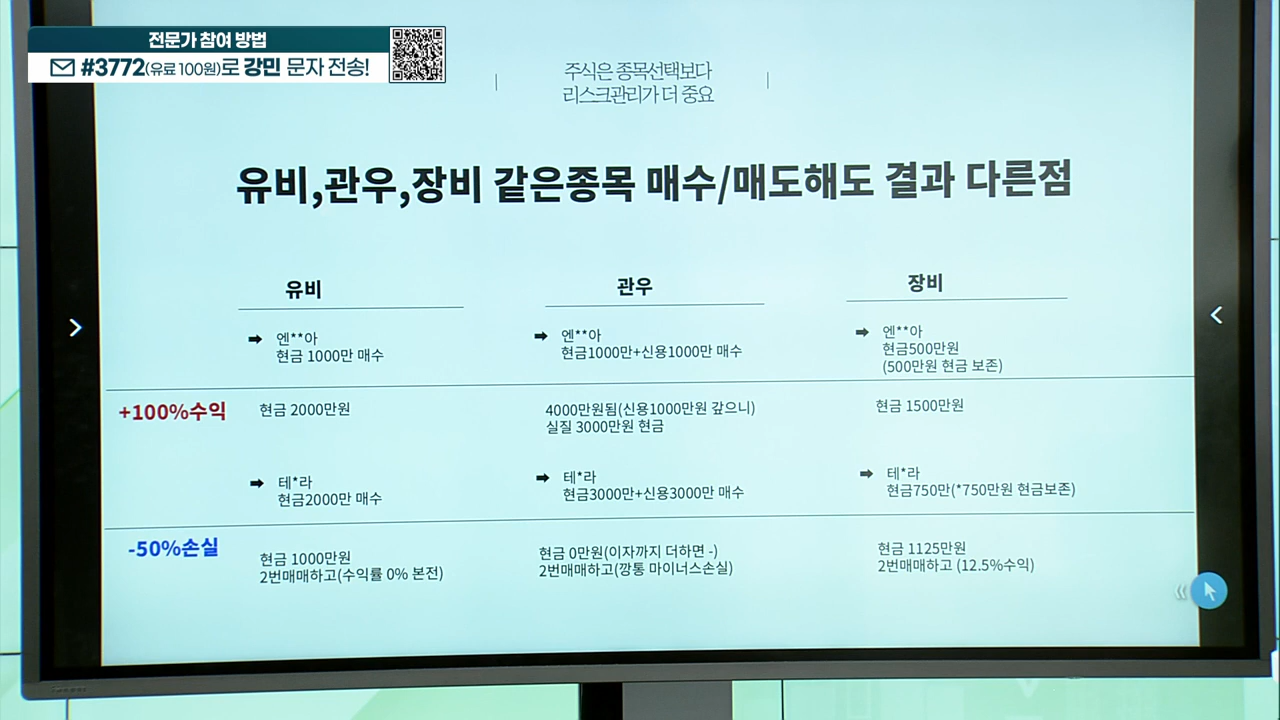 전문가 참여 방법
#3772(유료 100원)로 강민 문자 전송!
주식은 종목선택보다
리스크관리가 더 중요
유비,관우,장비 같은종목 매수/매도해도 결과 다른점
유비
관우
장비
➡ 엔**아
현금 1000만 매수
➡ 엔**아
현금1000만+신용1000만 매수
➡ 엔**아
현금500만원
(500만원 현금 보존)
+100%수익
현금 2000만원
4000만원됨(신용1000만원 갚으니)
실질 3000만원 현금
현금 1500만원
➡ 테*라
현금2000만 매수
➡ 테*라
현금3000만+신용3000만 매수
➡ 테*라
현금750만(*750만원 현금보존)
-50%손실
현금 1000만원
2번매매하고(수익률 0% 본전)
현금 0만원(이자까지 더하면 -)
2번매매하고(깡통 마이너스손실)
현금 1125만원
2번매매하고 (12.5%수익)